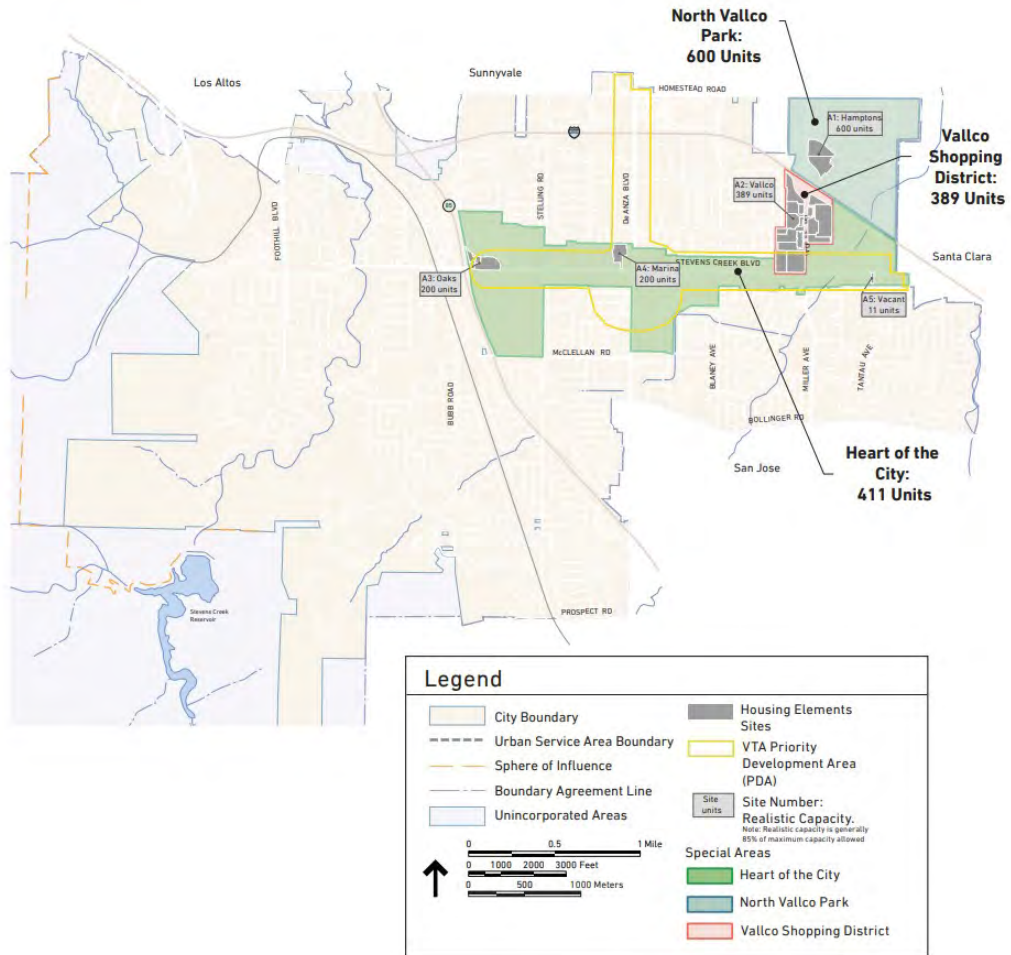 North Vallco
Park:
600 Units
Los Altos
Sunnyvale
HOMESTEAD ROAD
A1: Hamptons
600 units
Vallco
Shopping
District:
389 Units
A2: Vallco
389 units
85
FOOTHILL BLVD
STELLING RD
De ANZA BLVD
STEVENS CREEK BLVD
Santa Clara
A3: Oaks
200 units
A4: Marina
200 units
A5: Vacant
11 units
McCLELLAN RD
BUBB ROAD
BLANEY AVE
MILLER AVE
TANTAU AVE
BOLLINGER RD
San Jose
Heart of the
City:
411 Units
Stevens Creek
Reservoir
PROSPECT RD
Legend
City Boundary
Urban Service Area Boundary
Sphere of Influence
Boundary Agreement Line
Unincorporated Areas
0 0.5 1 Mile
0 1000 2000 3000 Feet
0 500 1000 Meters
Housing Elements
Sites
VTA Priority
Development Area
(PDA)
Site
units
Site Number:
Realistic Capacity.
Note: Realistic capacity is generally
85% of maximum capacity allowed
Special Areas
Heart of the City
North Vallco Park
Vallco Shopping District